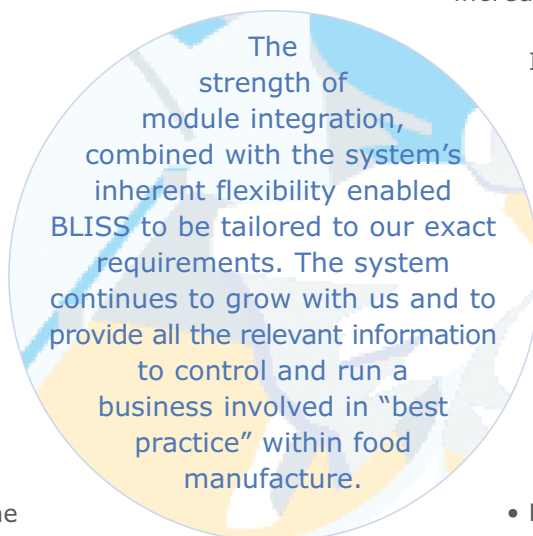 The
strength of
module integration,
combined with the system’s
inherent flexibility enabled
BLISS to be tailored to our exact
requirements. The system
continues to grow with us and to
provide all the relevant information
to control and run a
business involved in “best
practice” within food
manufacture.